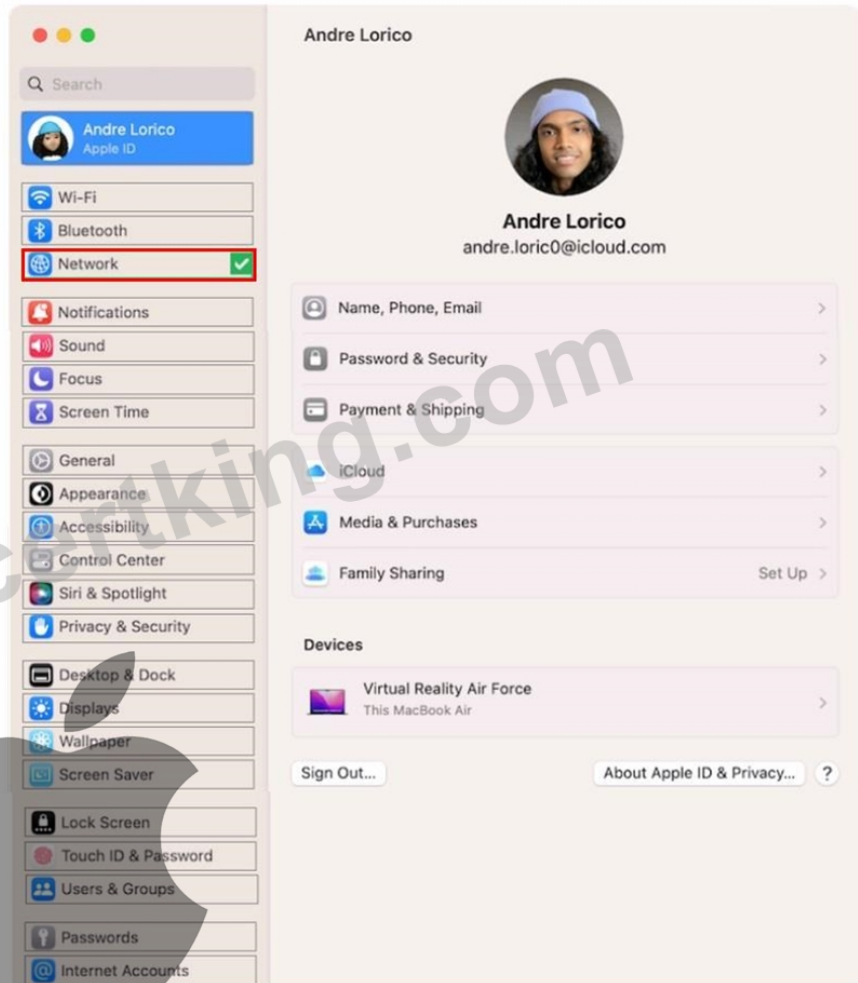 Andre Lorico
Search
Andre Lorico
Apple ID
Wi-Fi
Bluetooth
Network
Notifications
Sound
Focus
Screen Time
General
Appearance
Accessibility
Control Center
Siri & Spotlight
Privacy & Security
Desktop & Dock
Displays
Wallpaper
Screen Saver
Lock Screen
Touch ID & Password
Users & Groups
Passwords
Internet Accounts
Andre Lorico
andre.loric0@icloud.com
Name, Phone, Email
Password & Security
Payment & Shipping
iCloud
Media & Purchases
Family Sharing Set Up
Devices
Virtual Reality Air Force
This MacBook Air
Sign Out... About Apple ID & Privacy... ?
certking.com